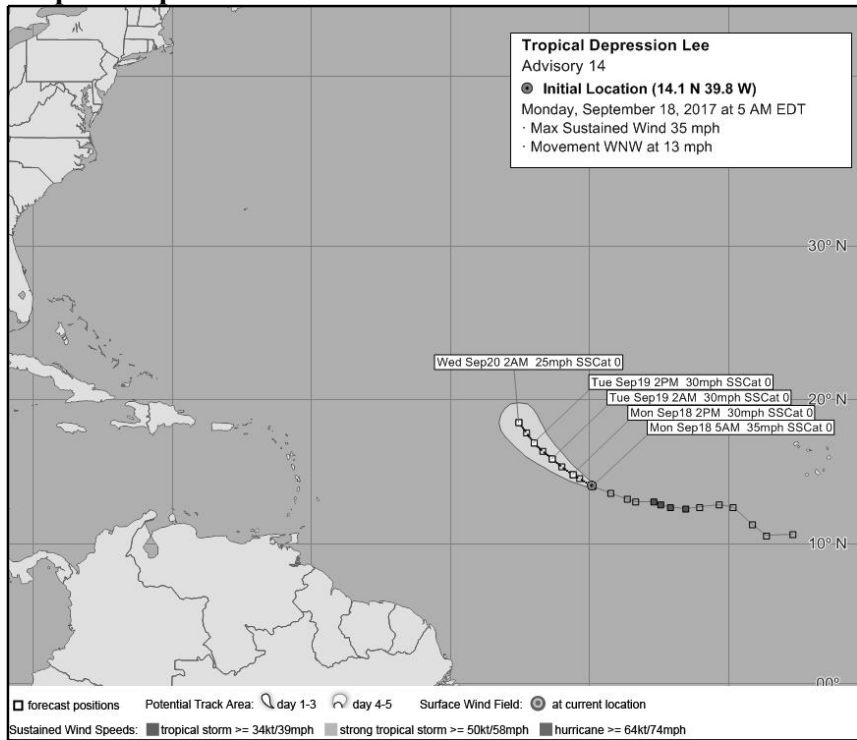 Tropical Depression Lee
Advisory 14
Initial Location (14.1 N 39.8 W)
Monday, September 18, 2017 at 5 AM EDT
· Max Sustained Wind 35 mph
· Movement WNW at 13 mph
30° N
Wed Sep20 2AM 25mph SSCat 0
Tue Sep19 2PM 30mph SSCat 0
20° N
Tue Sep19 2AM 30mph SSCat 0
Mon Sep18 2PM 30mph SSCat 0
Mon Sep18 5AM 35mph SSCat 0
10° N
00°
forecast positions Potential Track Area: day 1-3 day 4-5 Surface Wind Field: at current location
Sustained Wind Speeds: tropical storm >= 34kt/39mph strong tropical storm >= 50kt/58mph hurricane >= 64kt/74mph